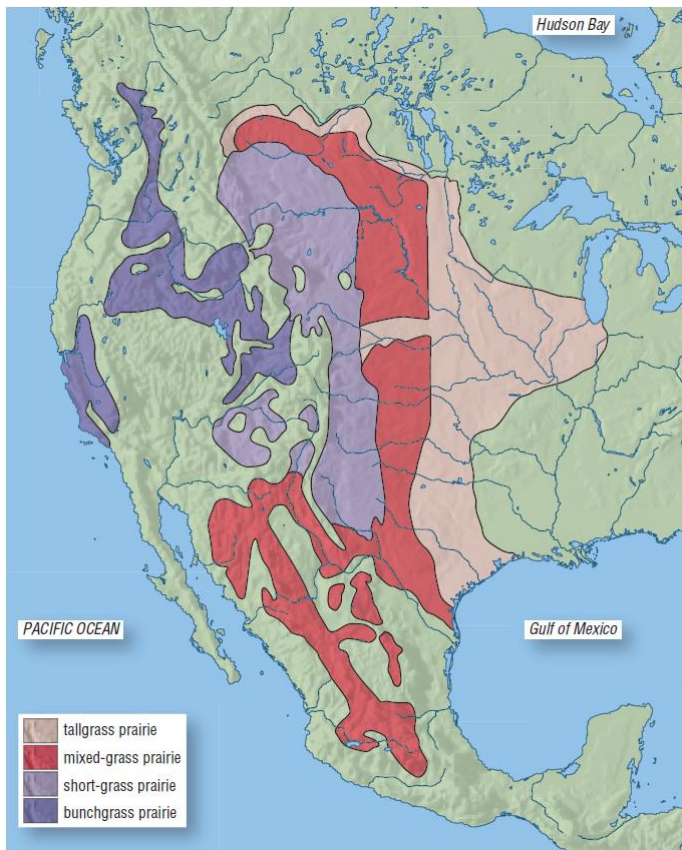 Hudson Bay
PACIFIC OCEAN
Gulf of Mexico
tallgrass prairie
mixed-grass prairie
short-grass prairie
bunchgrass prairie